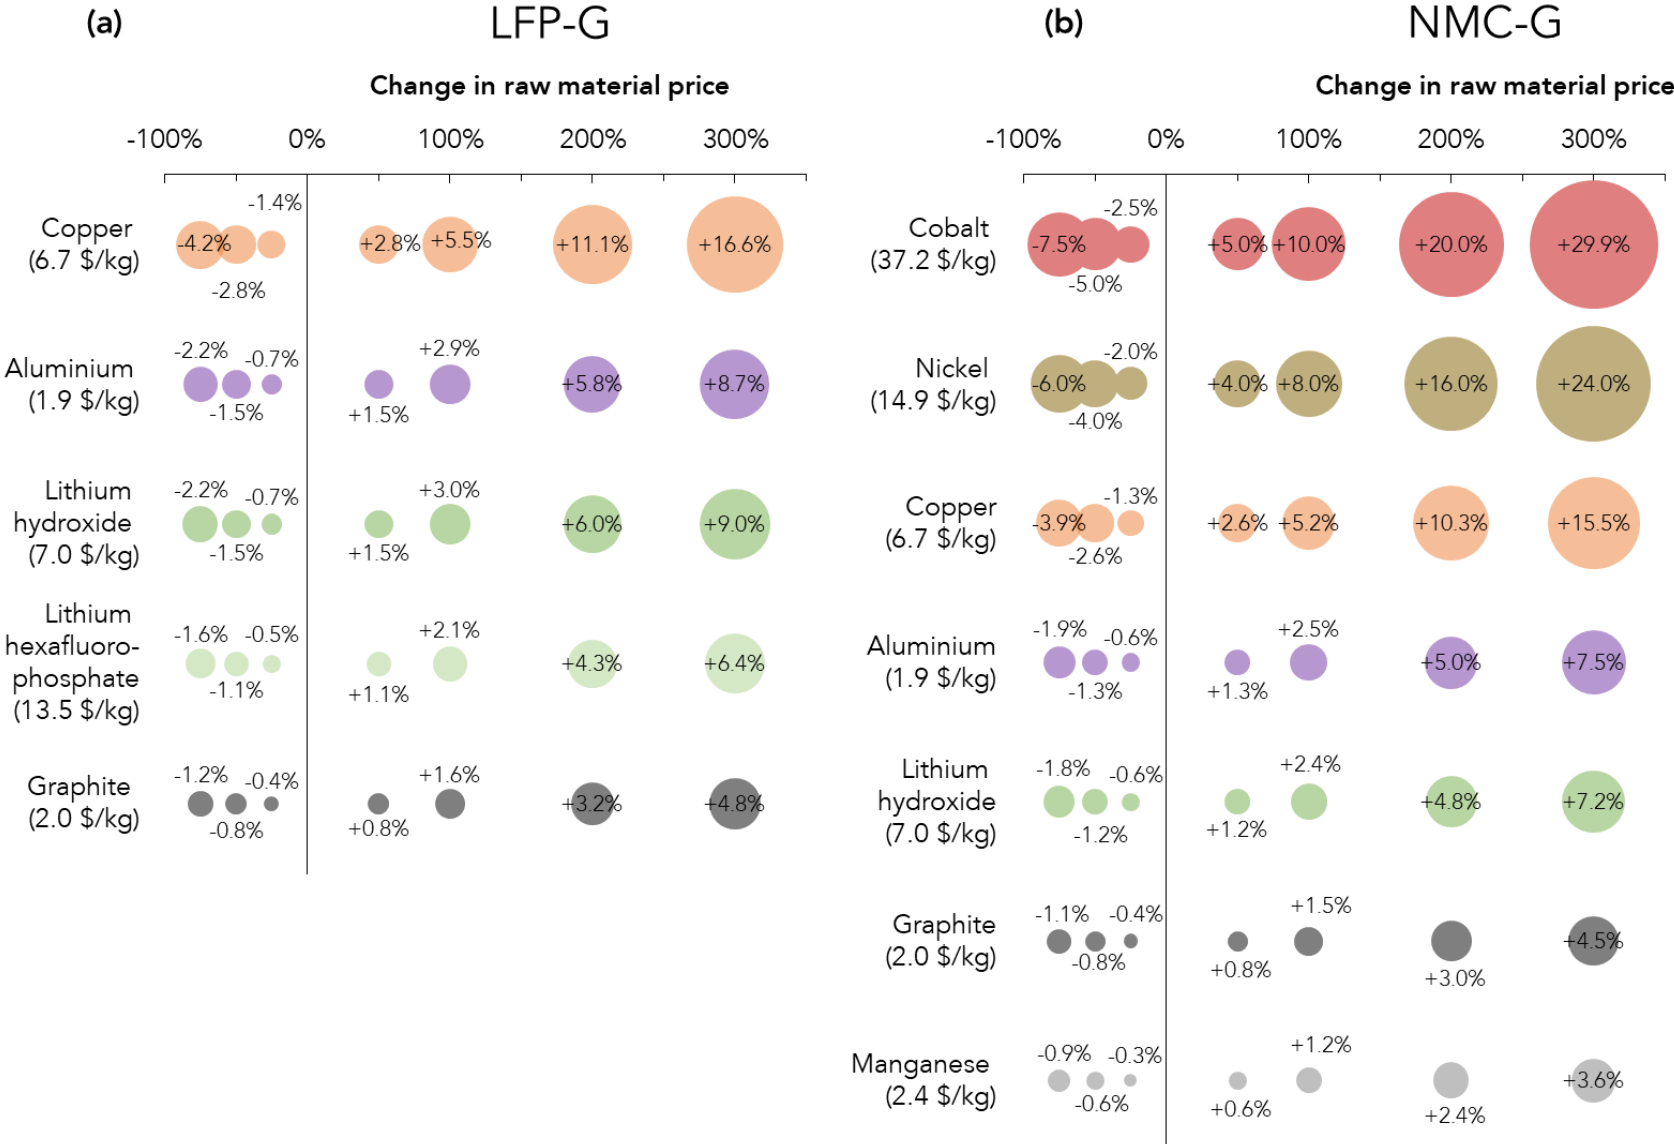 (a)
LFP-G
Change in raw material price
-100% 0% 100% 200% 300%
Copper
(6.7 $/kg)
-1.4%
-4.2%
-2.8%
+2.8% +5.5% +11.1% +16.6%
Aluminium
(1.9 $/kg)
-2.2% -0.7%
-1.5%
+2.9%
+1.5%
+5.8% +8.7%
Lithium
hydroxide
(7.0 $/kg)
-2.2% -0.7%
-1.5%
+3.0%
+1.5%
+6.0% +9.0%
Lithium
hexafluoro-
phosphate
(13.5 $/kg)
-1.6% -0.5%
-1.1%
+2.1%
+1.1%
+4.3% +6.4%
Graphite
(2.0 $/kg)
-1.2% -0.4%
-0.8%
+1.6%
+0.8%
+3.2% +4.8%
(b)
NMC-G
Change in raw material price
-100% 0% 100% 200% 300%
Cobalt
(37.2 $/kg)
-2.5%
-7.5%
-5.0%
+5.0% +10.0% +20.0% +29.9%
Nickel
(14.9 $/kg)
-2.0%
-6.0%
-4.0%
+4.0% +8.0% +16.0% +24.0%
Copper
(6.7 $/kg)
-1.3%
-3.9%
-2.6%
+2.6% +5.2% +10.3% +15.5%
Aluminium
(1.9 $/kg)
-1.9% -0.6%
-1.3%
+2.5%
+1.3%
+5.0% +7.5%
Lithium
hydroxide
(7.0 $/kg)
-1.8% -0.6%
-1.2%
+2.4%
+1.2%
+4.8% +7.2%
Graphite
(2.0 $/kg)
-1.1% -0.4%
-0.8%
+1.5%
+0.8%
+3.0%
+4.5%
Manganese
(2.4 $/kg)
-0.9% -0.3%
-0.6%
+1.2%
+0.6%
+2.4%
+3.6%